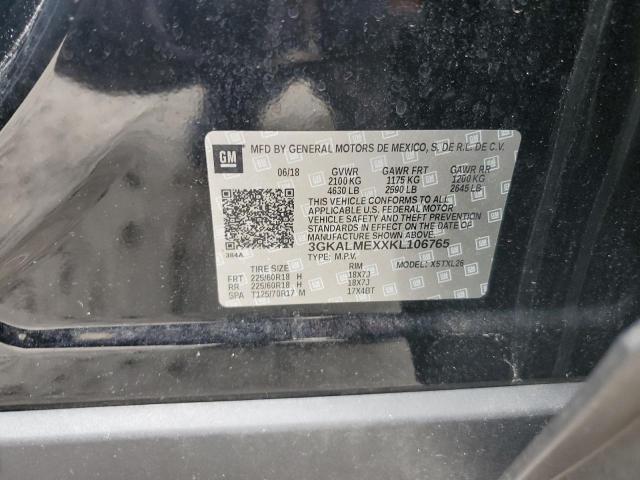 GM
MFD BY GENERAL MOTORS DE MEXICO, S. DE R.L. DE C.V.
06/18 GVWR GAWR FRT GAWR RR
2100 KG 1175 KG 1200 KG
4630 LB 2590 LB 2645 LB
THIS VEHICLE CONFORMS TO ALL APPLICABLE
U.S. FEDERAL MOTOR
VEHICLE SAFETY AND THEFT PREVENTION
STANDARDS IN EFFECT ON THE DATE OF
MANUFACTURE SHOWN ABOVE.
3GKALMEXXKL106765
384A
TYPE: M.P.V. MODEL: X5TXL26
TIRE SIZE RIM
FRT 225/60R18 H 18X7J
RR 225/60R18 H 18X7J
SPA T125/70R17 M 17X4BT